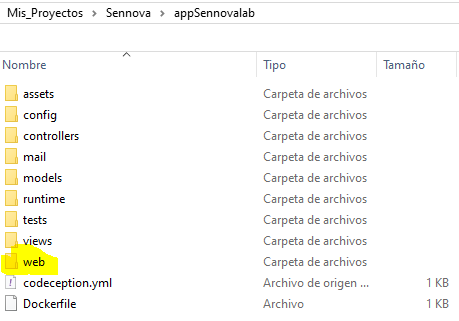 Mis_Proyectos > Sennova > appSennovalab
Nombre Tipo Tamaño
assets Carpeta de archivos
config Carpeta de archivos
controllers Carpeta de archivos
mail Carpeta de archivos
models Carpeta de archivos
runtime Carpeta de archivos
tests Carpeta de archivos
views Carpeta de archivos
web Carpeta de archivos
codeception.yml Archivo de origen ... 1 KB
Dockerfile Archivo 1 KB